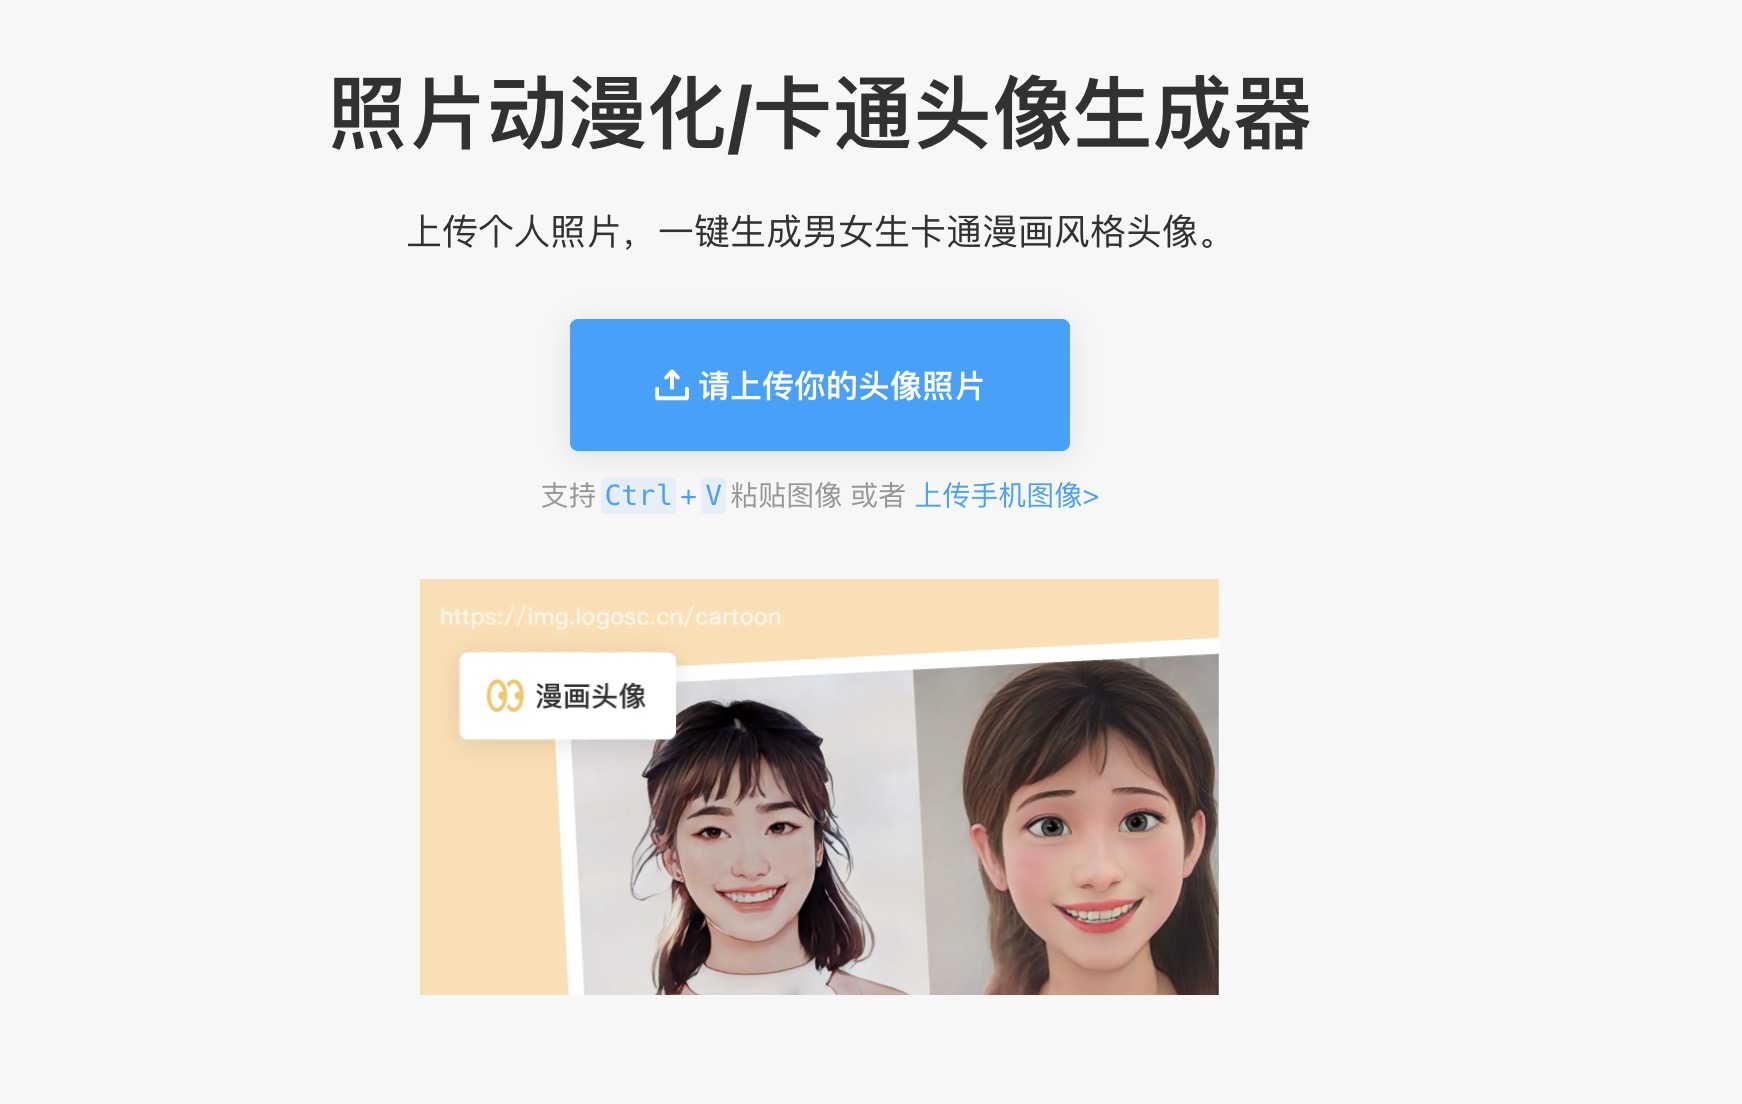 照片动漫化/卡通头像生成器
上传个人照片，一键生成男女生卡通漫画风格头像。
请上传你的头像照片
支持 Ctrl + V 粘贴图像 或者 上传手机图像>
https://img.logosc.cn/cartoon
漫画头像